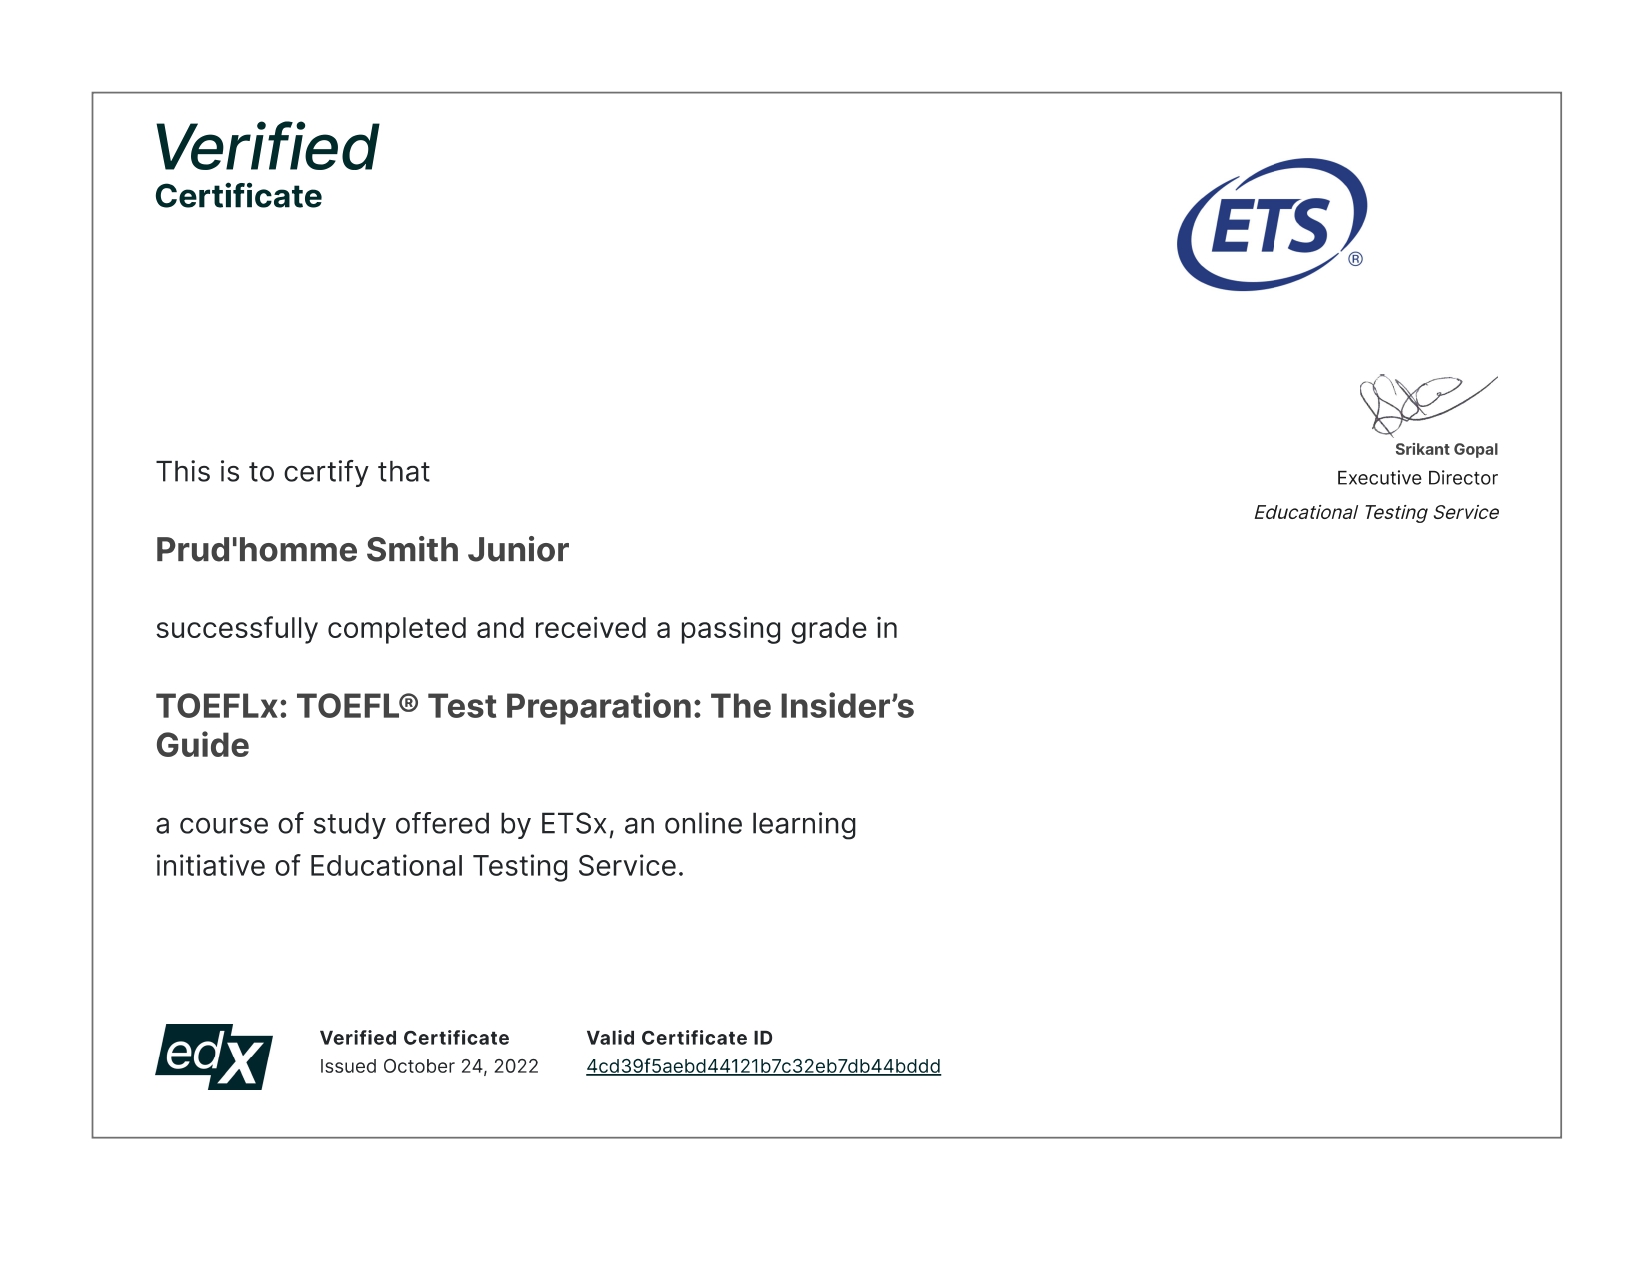 Verified
Certificate
ETS
®
Srikant Gopal
Executive Director
Educational Testing Service
This is to certify that
Prud'homme Smith Junior
successfully completed and received a passing grade in
TOEFLx: TOEFL® Test Preparation: The Insider’s
Guide
a course of study offered by ETSx, an online learning
initiative of Educational Testing Service.
edX
Verified Certificate
Issued October 24, 2022
Valid Certificate ID
4cd39f5aebd44121b7c32eb7db44bddd